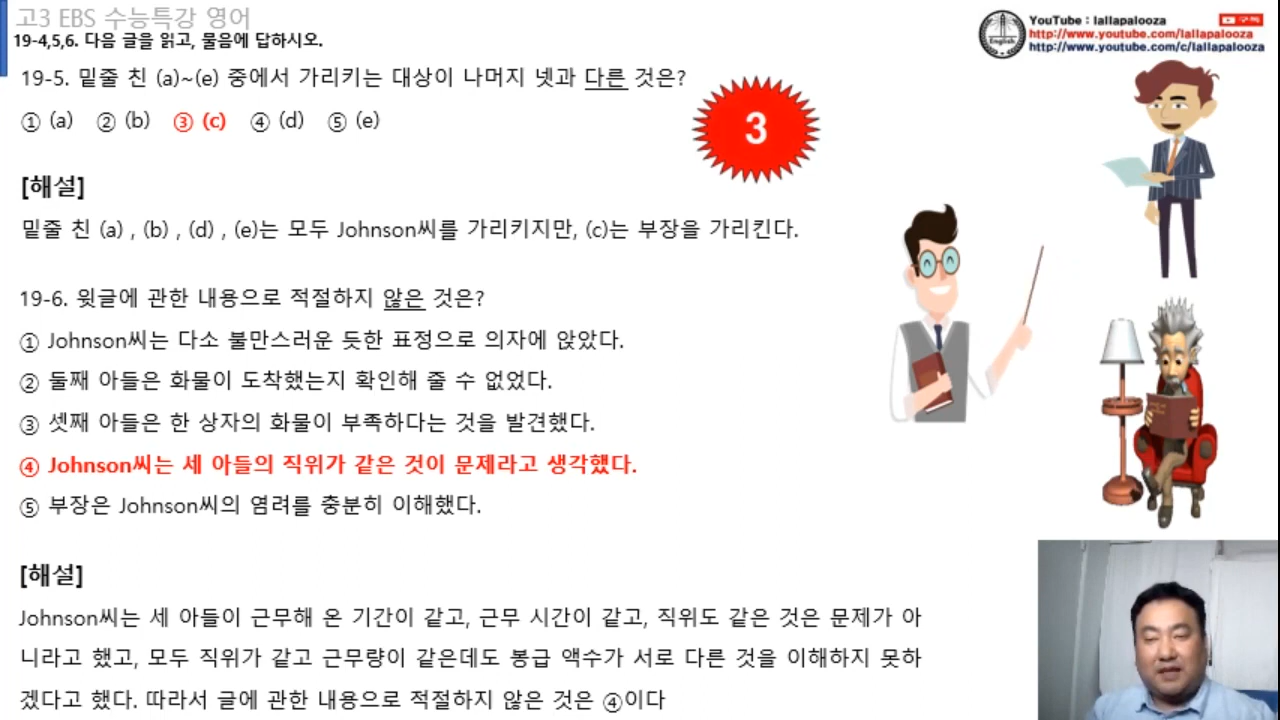 고3 EBS 수능특강 영어
19-4,5,6. 다음 글을 읽고, 물음에 답하시오.
YouTube : lallapalooza
구독
http://www.youtube.com/lallapalooza
http://www.youtube.com/c/lallapalooza
English
19-5. 밑줄 친 (a)~(e) 중에서 가리키는 대상이 나머지 넷과 다른 것은?
① (a) ② (b) ③ (c) ④ (d) ⑤ (e)
3
[해설]
밑줄 친 (a) , (b) , (d) , (e)는 모두 Johnson씨를 가리키지만, (c)는 부장을 가리킨다.
19-6. 윗글에 관한 내용으로 적절하지 않은 것은?
① Johnson씨는 다소 불만스러운 듯한 표정으로 의자에 앉았다.
② 둘째 아들은 화물이 도착했는지 확인해 줄 수 없었다.
③ 셋째 아들은 한 상자의 화물이 부족하다는 것을 발견했다.
④ Johnson씨는 세 아들의 직위가 같은 것이 문제라고 생각했다.
⑤ 부장은 Johnson씨의 염려를 충분히 이해했다.
[해설]
Johnson씨는 세 아들이 근무해 온 기간이 같고, 근무 시간이 같고, 직위도 같은 것은 문제가 아
니라고 했고, 모두 직위가 같고 근무량이 같은데도 봉급 액수가 서로 다른 것을 이해하지 못하
겠다고 했다. 따라서 글에 관한 내용으로 적절하지 않은 것은 ④이다